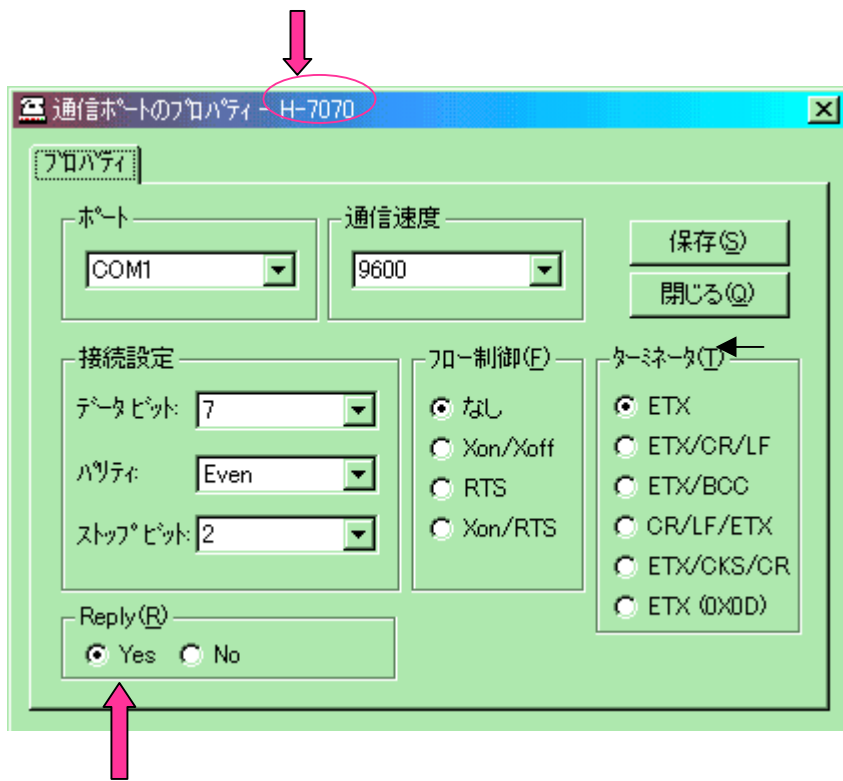 通信ﾎﾟｰﾄのﾌﾟﾛﾊﾟﾃｨ - H-7070
ﾌﾟﾛﾊﾟﾃｨ
ﾎﾟｰﾄ
COM1
通信速度
9600
保存(S)
閉じる(Q)
接続設定
ﾃﾞｰﾀ ﾋﾞｯﾄ: 7
ﾊﾟﾘﾃｨ: Even
ｽﾄｯﾌﾟ ﾋﾞｯﾄ: 2
ﾌﾛｰ制御(F)
なし
Xon/Xoff
RTS
Xon/RTS
ﾀｰﾐﾈｰﾀ(T)
ETX
ETX/CR/LF
ETX/BCC
CR/LF/ETX
ETX/CKS/CR
ETX (0X0D)
Reply(R)
Yes No